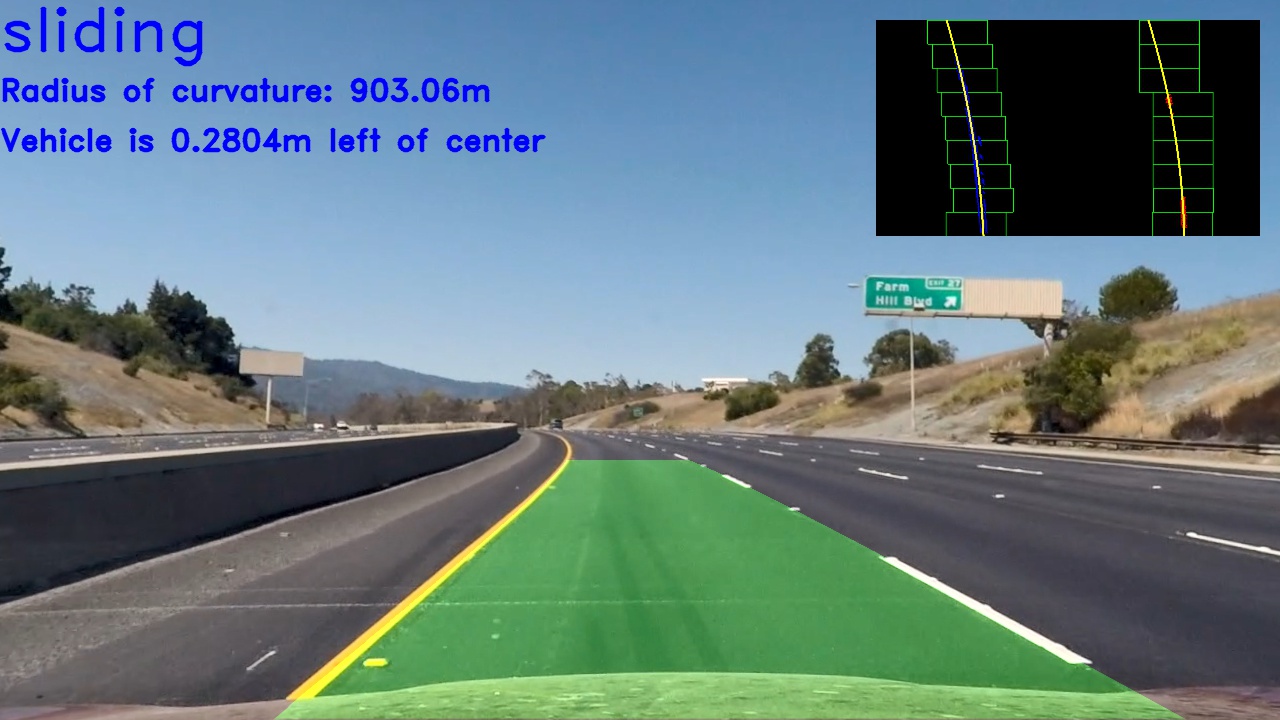 sliding
Radius of curvature: 903.06m
Vehicle is 0.2804m left of center
EXIT 27
Farm
Hill Blvd